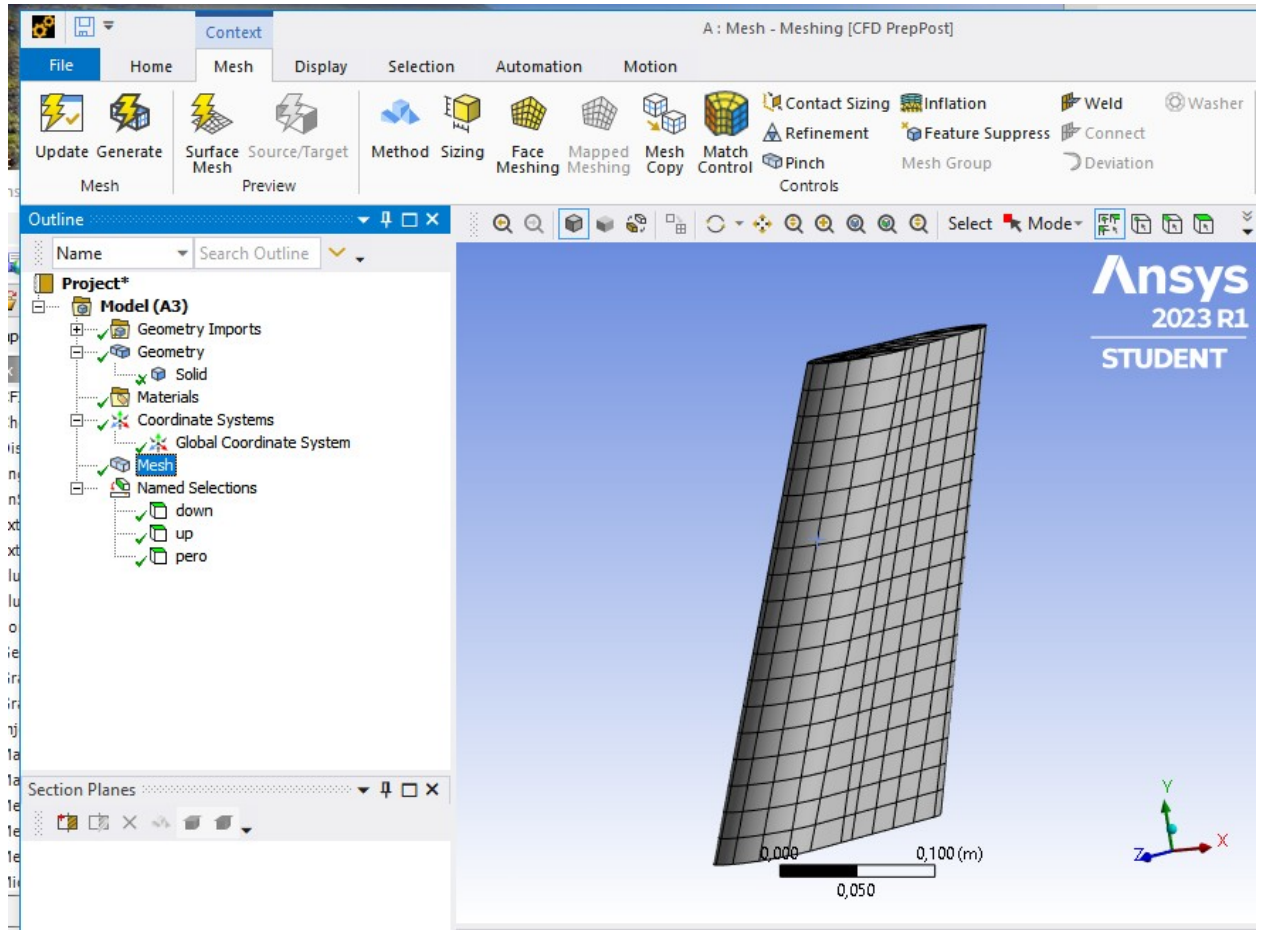 Context
A : Mesh - Meshing [CFD PrepPost]
File Home Mesh Display Selection Automation Motion
Update Generate Surface Mesh Source/Target Method Sizing Face Meshing Mapped Meshing Mesh Copy Match Control
Contact Sizing Inflation Weld Washer
Refinement Feature Suppress Connect
Pinch Mesh Group Deviation
Mesh Preview Controls
Outline
Name Search Outline
Select Mode
Project*
Model (A3)
Geometry Imports
Geometry
Solid
Materials
Coordinate Systems
Global Coordinate System
Mesh
Named Selections
down
up
pero
Section Planes
Ansys
2023 R1
STUDENT
0,000 0,100 (m)
0,050
Y
Z X